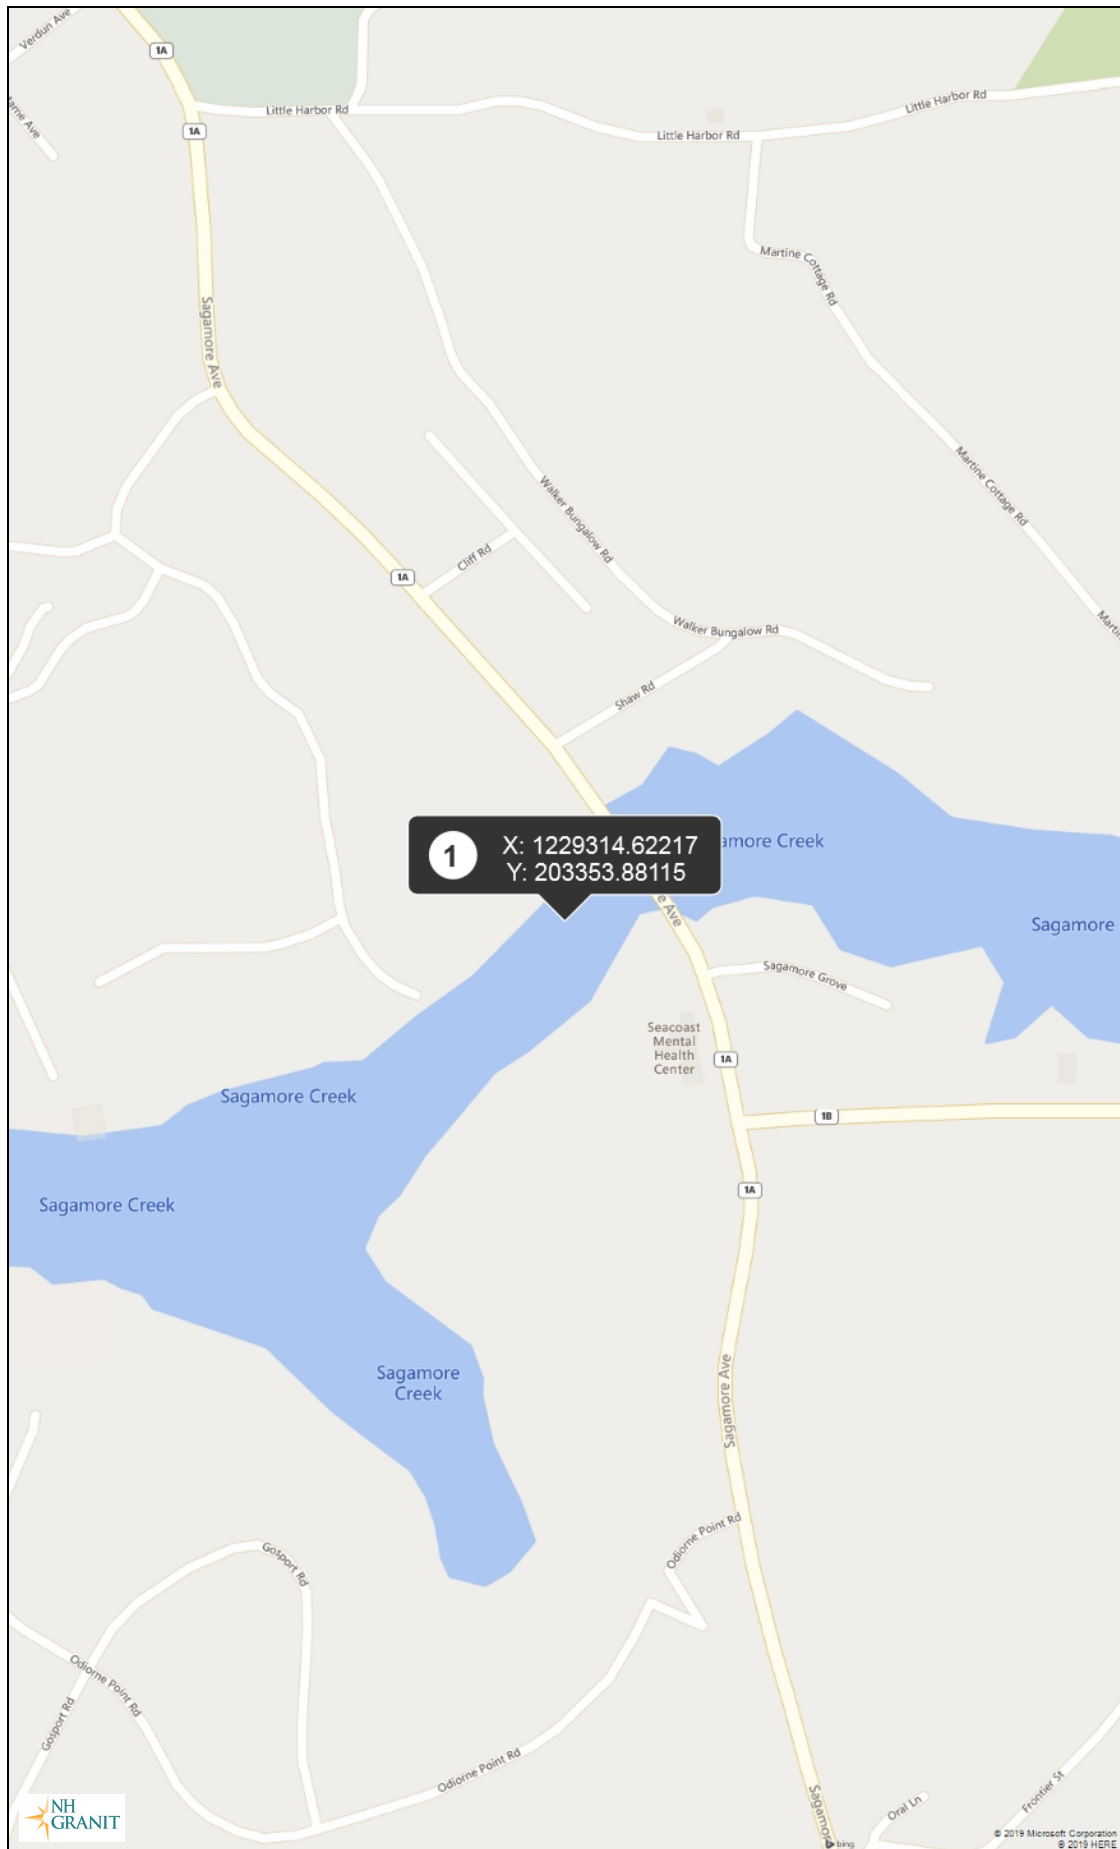 Verdun Ave
1A
Little Harbor Rd
Little Harbor Rd
Little Harbor Rd
1A
Martine Cottage Rd
Sagamore Ave
Martine Cottage Rd
Walker Bungalow Rd
Cliff Rd
1A
Walker Bungalow Rd
Shaw Rd
1
X: 1229314.62217
Y: 203353.88115
amore Creek
e Ave
Sagamore
Sagamore Grove
Seacoast
Mental
Health
Center
1A
Sagamore Creek
1B
1A
Sagamore Creek
Sagamore
Creek
Sagamore Ave
Odiorne Point Rd
Gosport Rd
Odiorne Point Rd
Gosport Rd
Odiorne Point Rd
Sagamor
Oral Ln
Frontier St
NH
GRANIT
bing
© 2019 Microsoft Corporation
© 2019 HERE